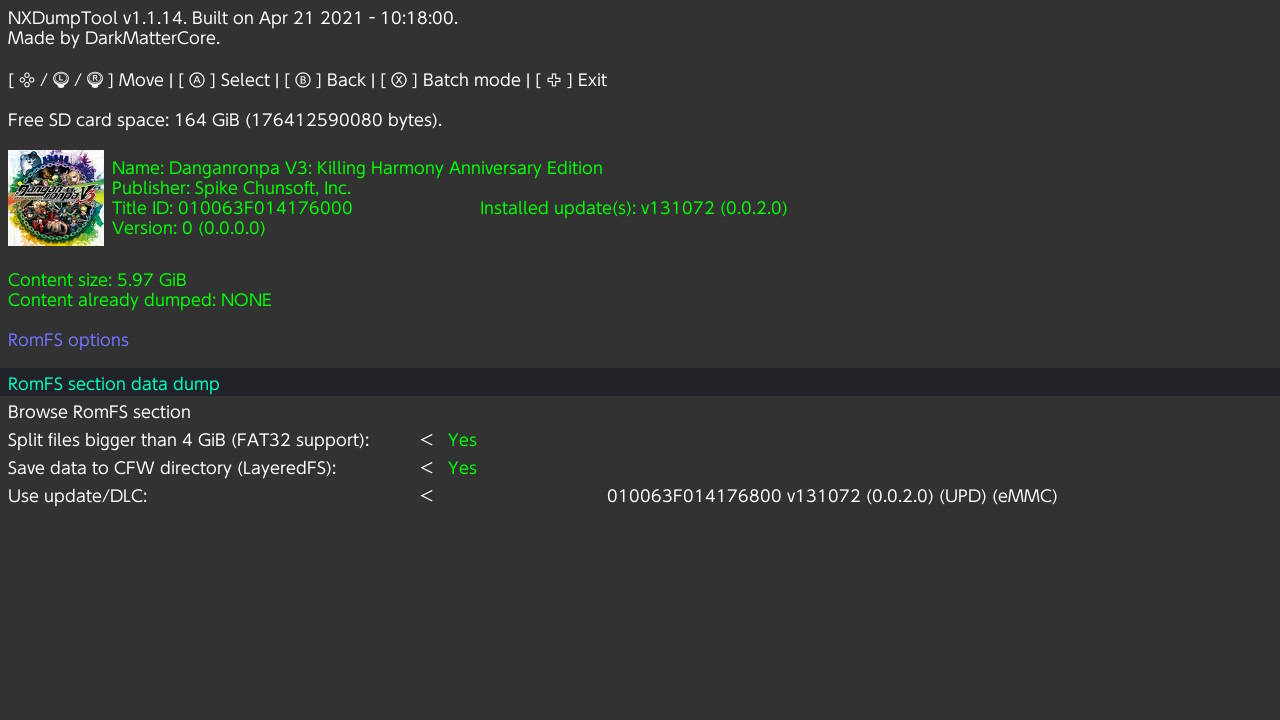 NXDumpTool v1.1.14. Built on Apr 21 2021 - 10:18:00.
Made by DarkMatterCore.
[ / L / R ] Move | [ A ] Select | [ B ] Back | [ X ] Batch mode | [ ] Exit
Free SD card space: 164 GiB (176412590080 bytes).
Danganronpa V3
Name: Danganronpa V3: Killing Harmony Anniversary Edition
Publisher: Spike Chunsoft, Inc.
Title ID: 010063F014176000 Installed update(s): v131072 (0.0.2.0)
Version: 0 (0.0.0.0)
Content size: 5.97 GiB
Content already dumped: NONE
RomFS options
RomFS section data dump
Browse RomFS section
Split files bigger than 4 GiB (FAT32 support): < Yes
Save data to CFW directory (LayeredFS): < Yes
Use update/DLC: < 010063F014176800 v131072 (0.0.2.0) (UPD) (eMMC)